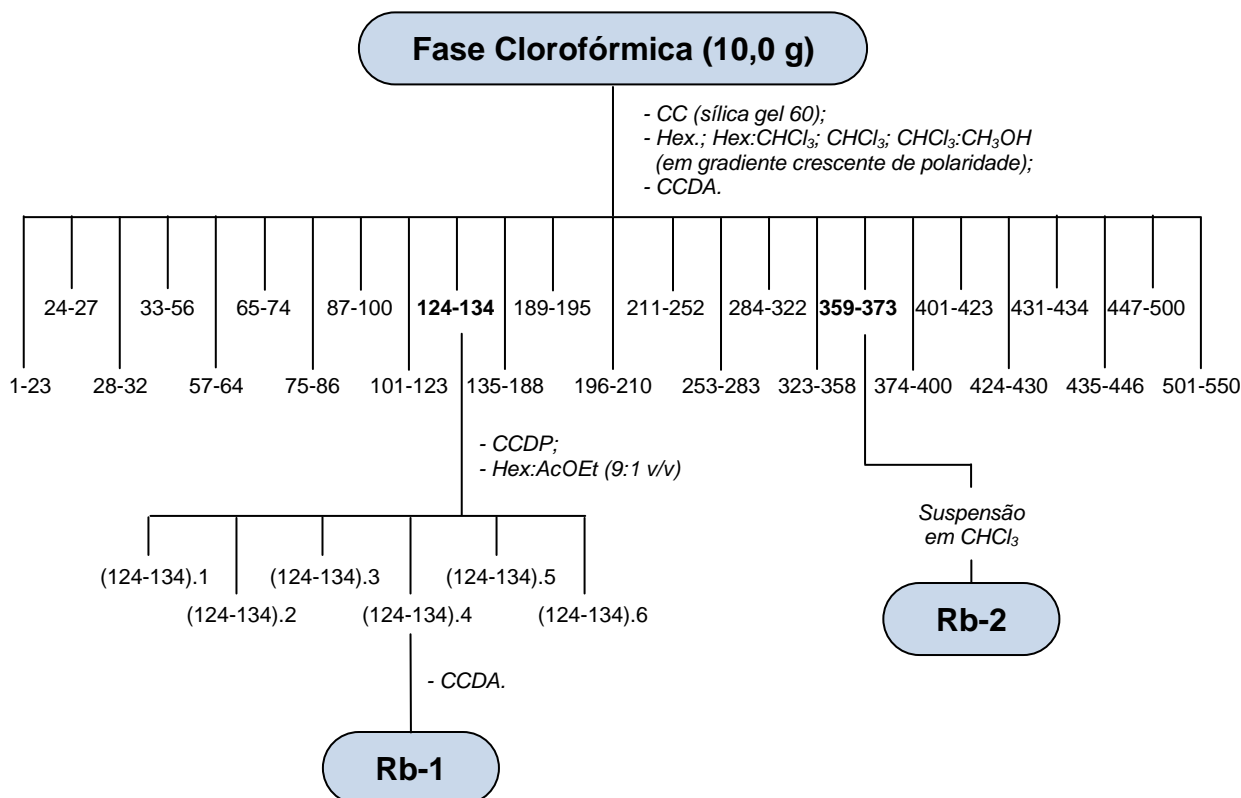 Fase Clorofórmica (10,0 g)
- CC (sílica gel 60);
- Hex.; Hex:CHCl₃; CHCl₃; CHCl₃:CH₃OH
(em gradiente crescente de polaridade);
- CCDA.
24-27 33-56 65-74 87-100 124-134 189-195 211-252 284-322 359-373 401-423 431-434 447-500
1-23 28-32 57-64 75-86 101-123 135-188 196-210 253-283 323-358 374-400 424-430 435-446 501-550
- CCDP;
- Hex:AcOEt (9:1 v/v)
Suspensão
em CHCl₃
(124-134).1 (124-134).3 (124-134).5
(124-134).2 (124-134).4 (124-134).6
Rb-2
- CCDA.
Rb-1